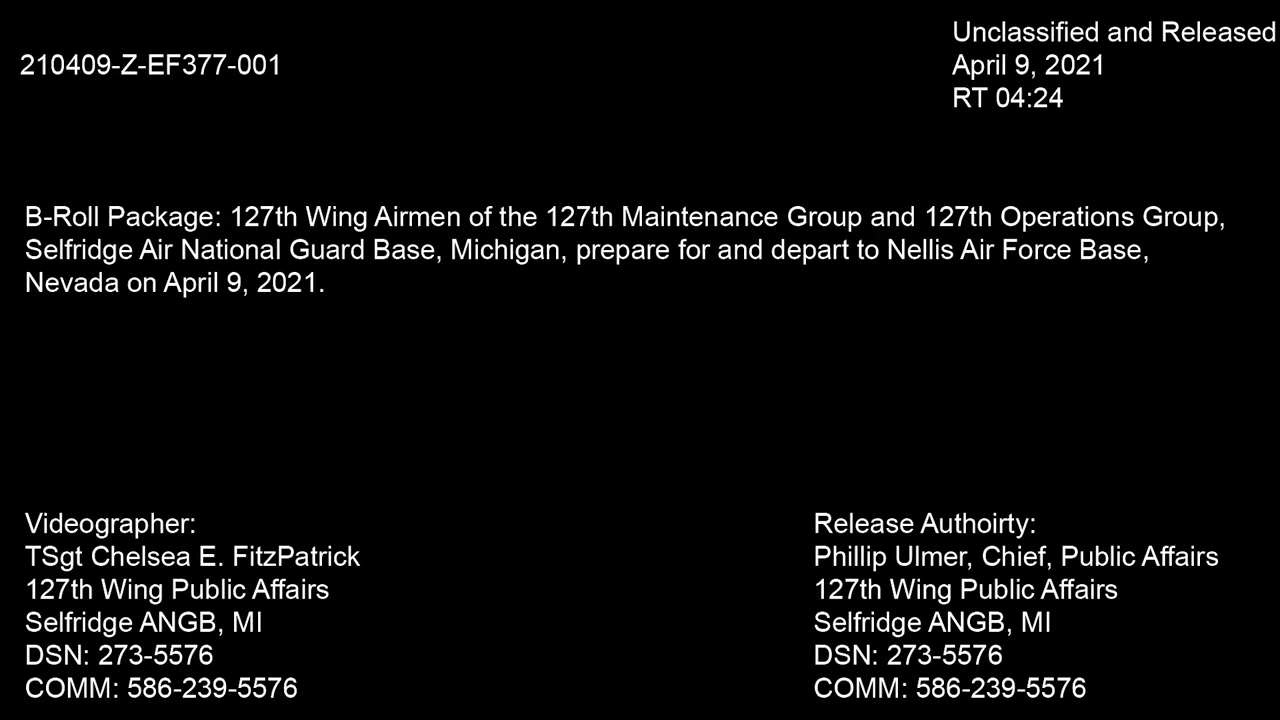 210409-Z-EF377-001
Unclassified and Released
April 9, 2021
RT 04:24
B-Roll Package: 127th Wing Airmen of the 127th Maintenance Group and 127th Operations Group,
Selfridge Air National Guard Base, Michigan, prepare for and depart to Nellis Air Force Base,
Nevada on April 9, 2021.
Videographer:
TSgt Chelsea E. FitzPatrick
127th Wing Public Affairs
Selfridge ANGB, MI
DSN: 273-5576
COMM: 586-239-5576
Release Authoirty:
Phillip Ulmer, Chief, Public Affairs
127th Wing Public Affairs
Selfridge ANGB, MI
DSN: 273-5576
COMM: 586-239-5576